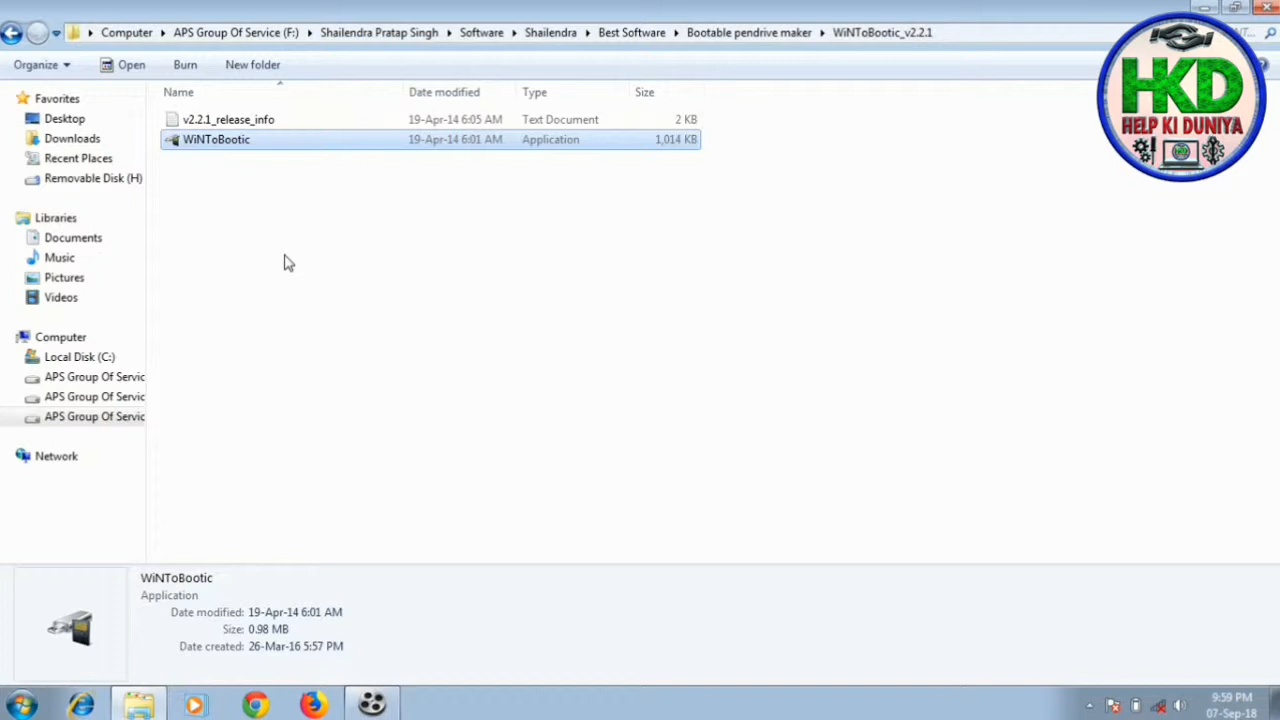 Computer APS Group Of Service (F:) Shailendra Pratap Singh Software Shailendra Best Software Bootable pendrive maker WiNToBootic_v2.2.1
Organize Open Burn New folder
HKD
HELP KI DUNIYA
Name Date modified Type Size
v2.2.1_release_info 19-Apr-14 6:05 AM Text Document 2 KB
WiNToBootic 19-Apr-14 6:01 AM Application 1,014 KB
Favorites
Desktop
Downloads
Recent Places
Removable Disk (H)
Libraries
Documents
Music
Pictures
Videos
Computer
Local Disk (C:)
APS Group Of Servic
APS Group Of Servic
APS Group Of Servic
Network
WiNToBootic
Application
Date modified: 19-Apr-14 6:01 AM
Size: 0.98 MB
Date created: 26-Mar-16 5:57 PM
9:59 PM
07-Sep-18